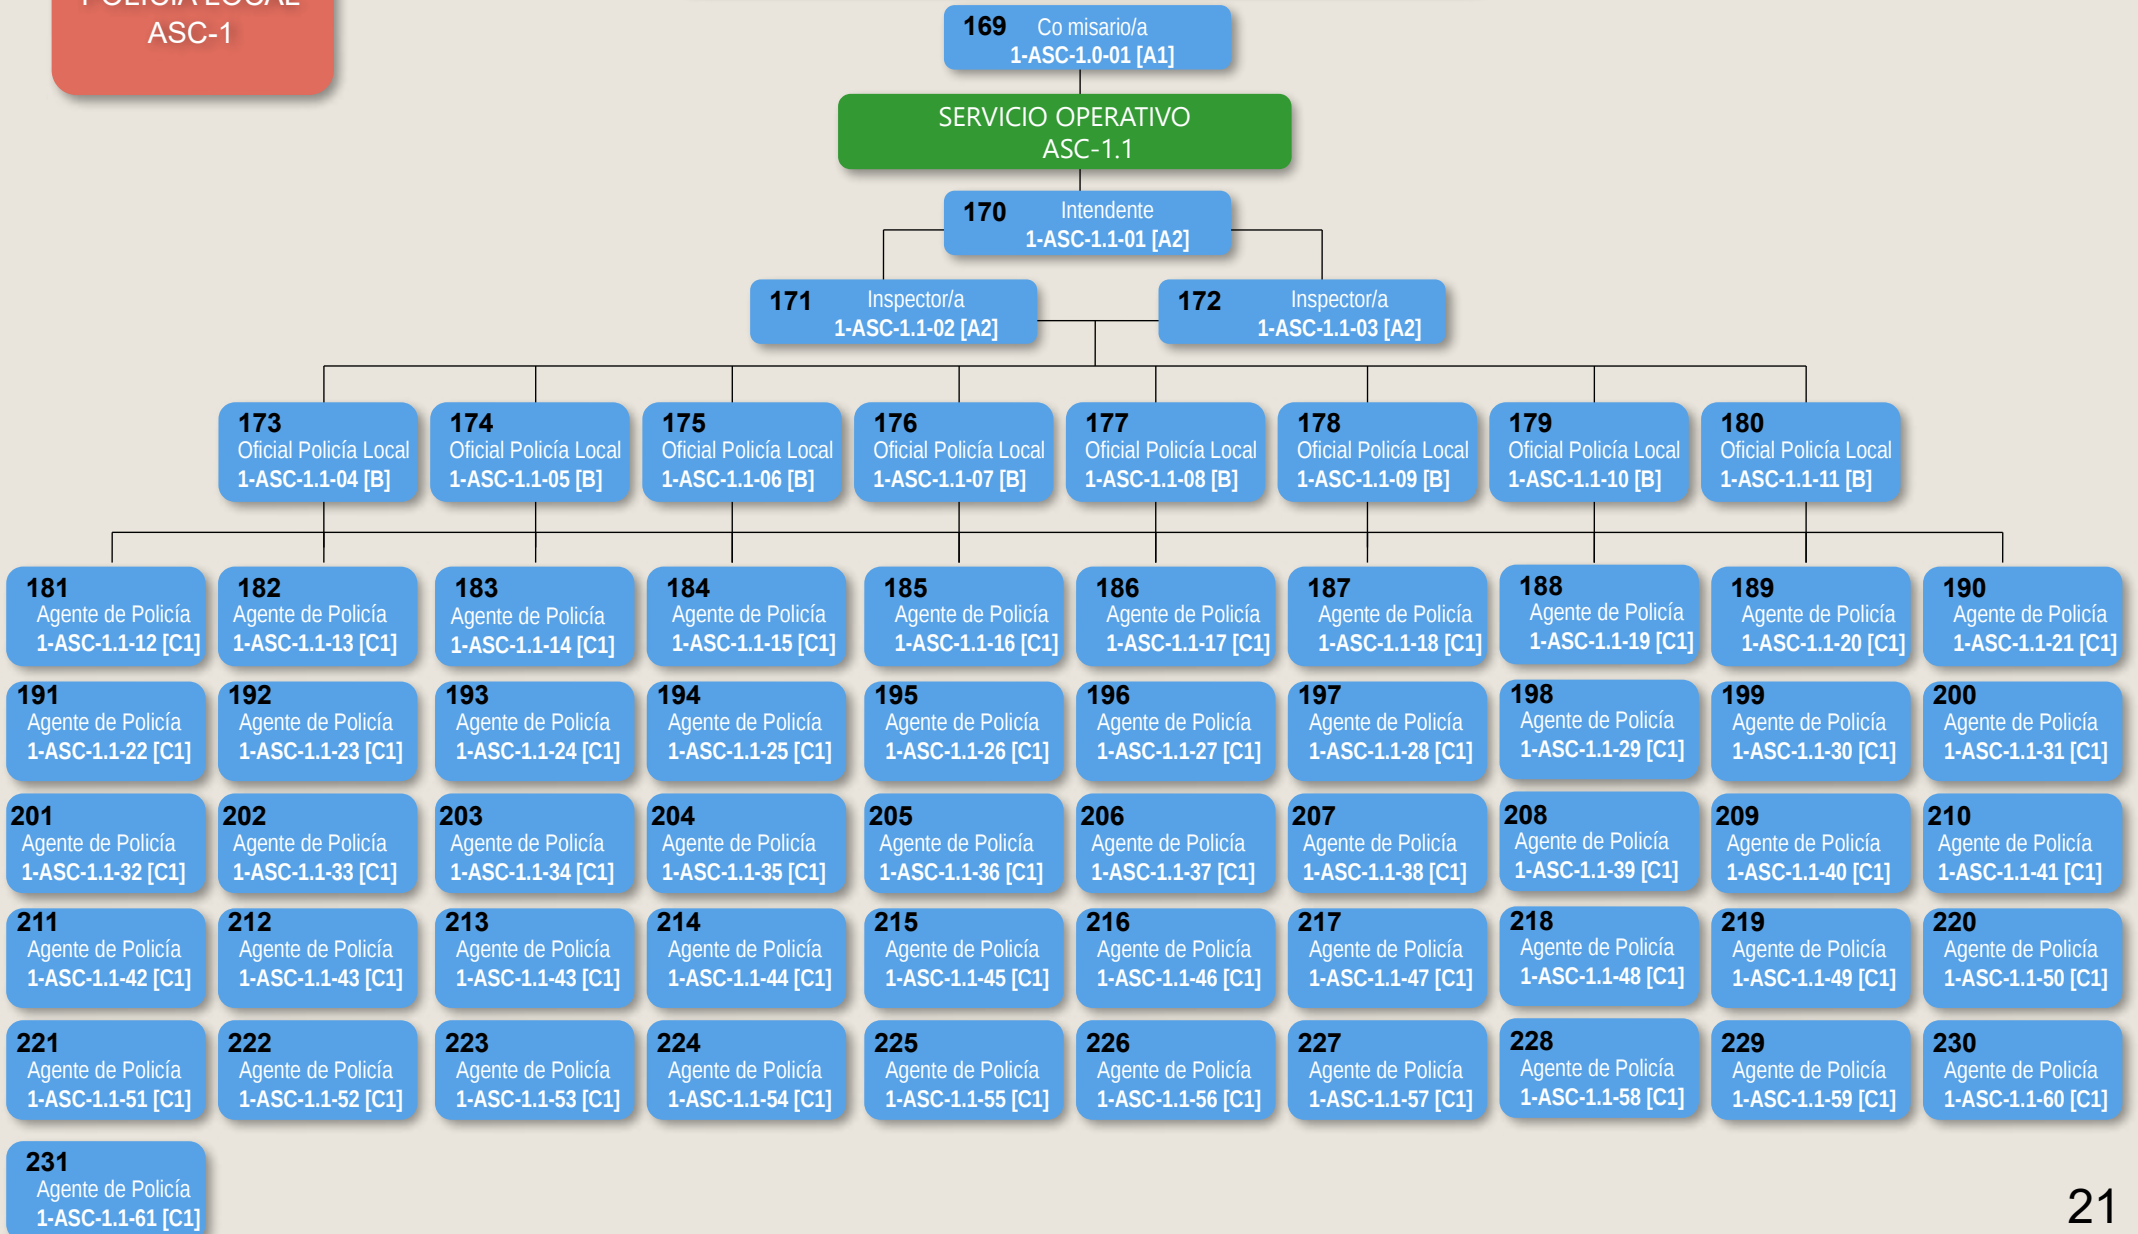 POLICÍA LOCAL
ASC-1
169 Co misario/a
1-ASC-1.0-01 [A1]
SERVICIO OPERATIVO
ASC-1.1
170 Intendente
1-ASC-1.1-01 [A2]
171 Inspector/a
1-ASC-1.1-02 [A2]
172 Inspector/a
1-ASC-1.1-03 [A2]
173
Oficial Policía Local
1-ASC-1.1-04 [B]
174
Oficial Policía Local
1-ASC-1.1-05 [B]
175
Oficial Policía Local
1-ASC-1.1-06 [B]
176
Oficial Policía Local
1-ASC-1.1-07 [B]
177
Oficial Policía Local
1-ASC-1.1-08 [B]
178
Oficial Policía Local
1-ASC-1.1-09 [B]
179
Oficial Policía Local
1-ASC-1.1-10 [B]
180
Oficial Policía Local
1-ASC-1.1-11 [B]
181
Agente de Policía
1-ASC-1.1-12 [C1]
182
Agente de Policía
1-ASC-1.1-13 [C1]
183
Agente de Policía
1-ASC-1.1-14 [C1]
184
Agente de Policía
1-ASC-1.1-15 [C1]
185
Agente de Policía
1-ASC-1.1-16 [C1]
186
Agente de Policía
1-ASC-1.1-17 [C1]
187
Agente de Policía
1-ASC-1.1-18 [C1]
188
Agente de Policía
1-ASC-1.1-19 [C1]
189
Agente de Policía
1-ASC-1.1-20 [C1]
190
Agente de Policía
1-ASC-1.1-21 [C1]
191
Agente de Policía
1-ASC-1.1-22 [C1]
192
Agente de Policía
1-ASC-1.1-23 [C1]
193
Agente de Policía
1-ASC-1.1-24 [C1]
194
Agente de Policía
1-ASC-1.1-25 [C1]
195
Agente de Policía
1-ASC-1.1-26 [C1]
196
Agente de Policía
1-ASC-1.1-27 [C1]
197
Agente de Policía
1-ASC-1.1-28 [C1]
198
Agente de Policía
1-ASC-1.1-29 [C1]
199
Agente de Policía
1-ASC-1.1-30 [C1]
200
Agente de Policía
1-ASC-1.1-31 [C1]
201
Agente de Policía
1-ASC-1.1-32 [C1]
202
Agente de Policía
1-ASC-1.1-33 [C1]
203
Agente de Policía
1-ASC-1.1-34 [C1]
204
Agente de Policía
1-ASC-1.1-35 [C1]
205
Agente de Policía
1-ASC-1.1-36 [C1]
206
Agente de Policía
1-ASC-1.1-37 [C1]
207
Agente de Policía
1-ASC-1.1-38 [C1]
208
Agente de Policía
1-ASC-1.1-39 [C1]
209
Agente de Policía
1-ASC-1.1-40 [C1]
210
Agente de Policía
1-ASC-1.1-41 [C1]
211
Agente de Policía
1-ASC-1.1-42 [C1]
212
Agente de Policía
1-ASC-1.1-43 [C1]
213
Agente de Policía
1-ASC-1.1-43 [C1]
214
Agente de Policía
1-ASC-1.1-44 [C1]
215
Agente de Policía
1-ASC-1.1-45 [C1]
216
Agente de Policía
1-ASC-1.1-46 [C1]
217
Agente de Policía
1-ASC-1.1-47 [C1]
218
Agente de Policía
1-ASC-1.1-48 [C1]
219
Agente de Policía
1-ASC-1.1-49 [C1]
220
Agente de Policía
1-ASC-1.1-50 [C1]
221
Agente de Policía
1-ASC-1.1-51 [C1]
222
Agente de Policía
1-ASC-1.1-52 [C1]
223
Agente de Policía
1-ASC-1.1-53 [C1]
224
Agente de Policía
1-ASC-1.1-54 [C1]
225
Agente de Policía
1-ASC-1.1-55 [C1]
226
Agente de Policía
1-ASC-1.1-56 [C1]
227
Agente de Policía
1-ASC-1.1-57 [C1]
228
Agente de Policía
1-ASC-1.1-58 [C1]
229
Agente de Policía
1-ASC-1.1-59 [C1]
230
Agente de Policía
1-ASC-1.1-60 [C1]
231
Agente de Policía
1-ASC-1.1-61 [C1]
21